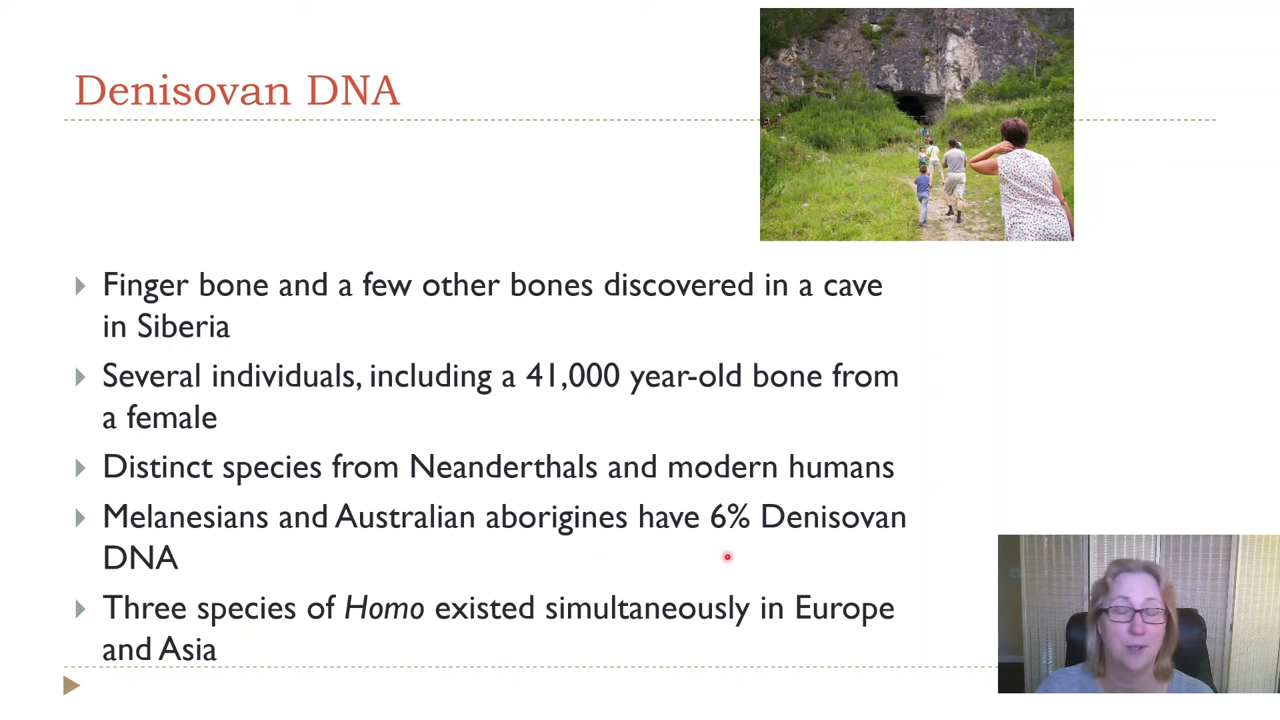 Denisovan DNA
Finger bone and a few other bones discovered in a cave
in Siberia
Several individuals, including a 41,000 year-old bone from
a female
Distinct species from Neanderthals and modern humans
Melanesians and Australian aborigines have 6% Denisovan
DNA
Three species of Homo existed simultaneously in Europe
and Asia